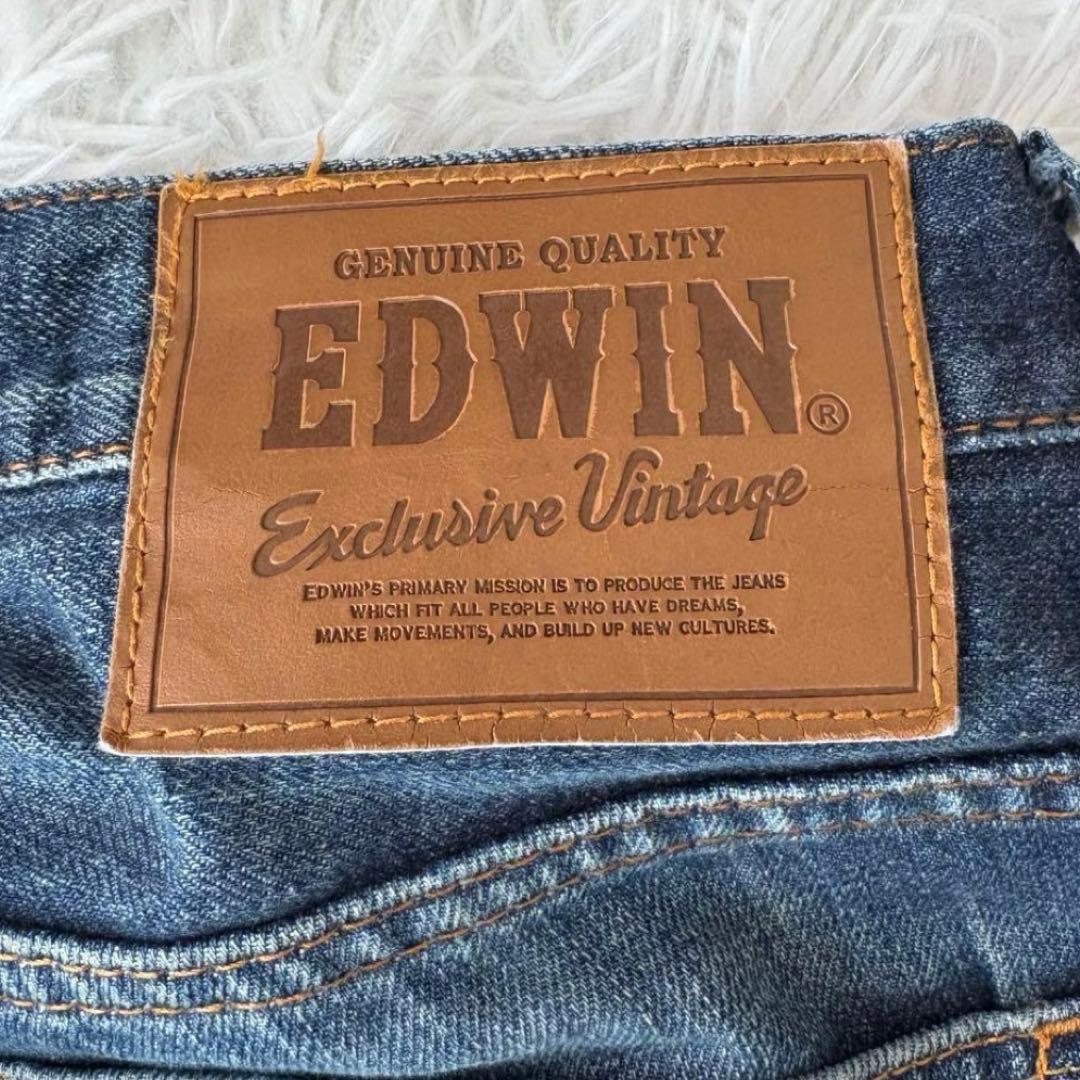 GENUINE QUALITY
EDWIN®
Exclusive Vintage
EDWIN'S PRIMARY MISSION IS TO PRODUCE THE JEANS
WHICH FIT ALL PEOPLE WHO HAVE DREAMS,
MAKE MOVEMENTS, AND BUILD UP NEW CULTURES.